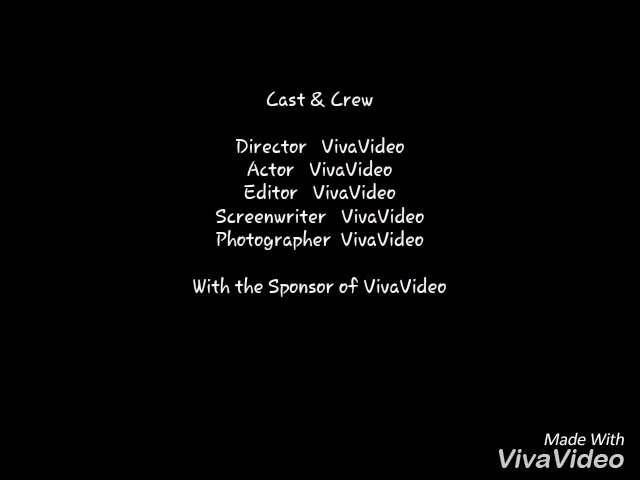 Cast & Crew
Director VivaVideo
Actor VivaVideo
Editor VivaVideo
Screenwriter VivaVideo
Photographer VivaVideo
With the Sponsor of VivaVideo
Made With
VivaVideo